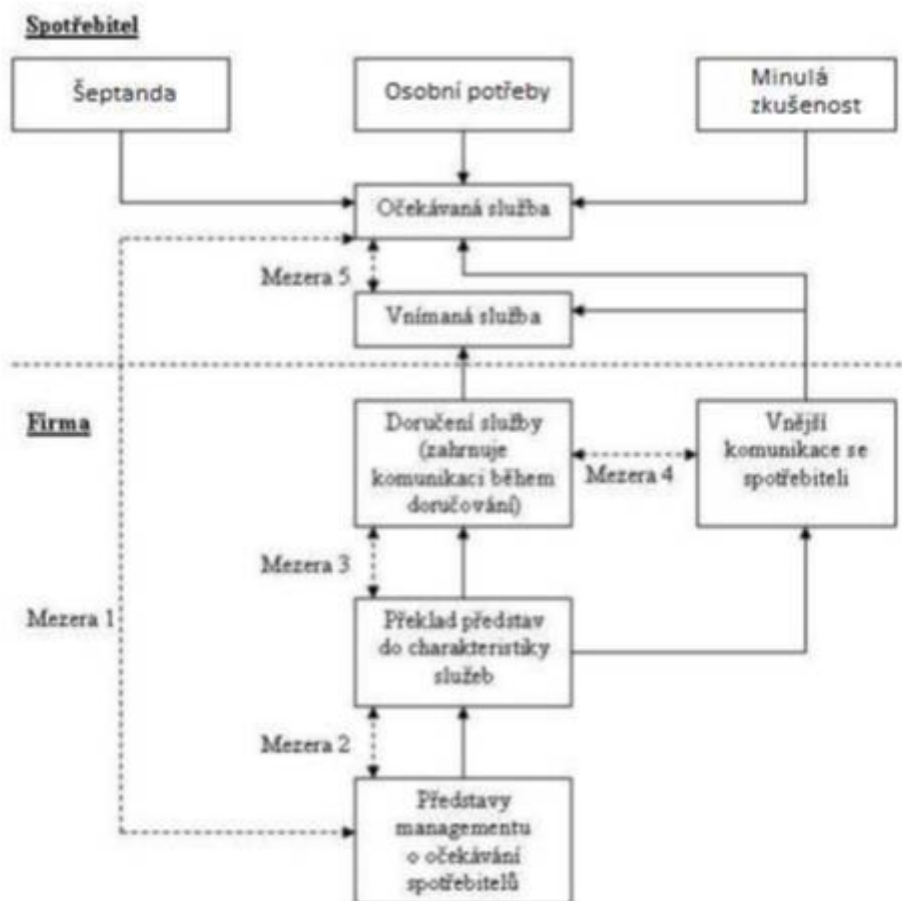 Spotřebitel
Šeptanda
Osobní potřeby
Minulá
zkušenost
Očekávaná služba
Mezera 5
Vnímaná služba
Firma
Doručení služby
(zahrnuje
komunikaci během
doručování)
Mezera 4
Vnější
komunikace se
spotřebiteli
Mezera 3
Mezera 1
Překlad představ
do charakteristiky
služeb
Mezera 2
Představy
managementu
o očekávání
spotřebitelů